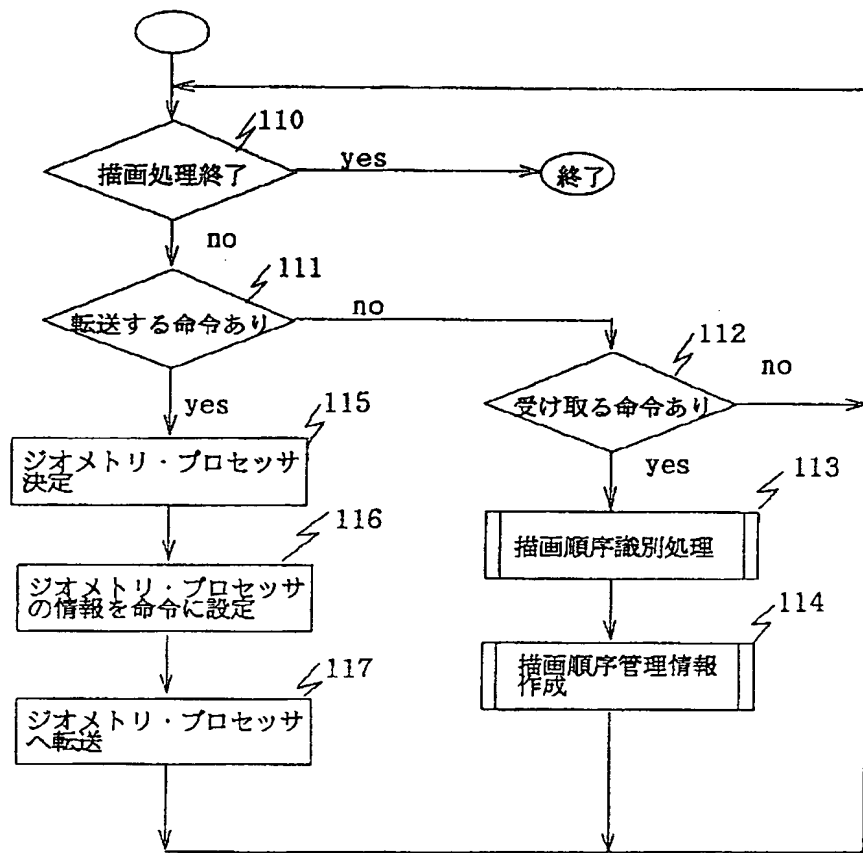 110
描画処理終了
yes
終了
no
111
転送する命令あり
no
112
受け取る命令あり
no
yes
115
ジオメトリ・プロセッサ
決定
yes
113
描画順序識別処理
116
ジオメトリ・プロセッサ
の情報を命令に設定
114
描画順序管理情報
作成
117
ジオメトリ・プロセッサ
へ転送